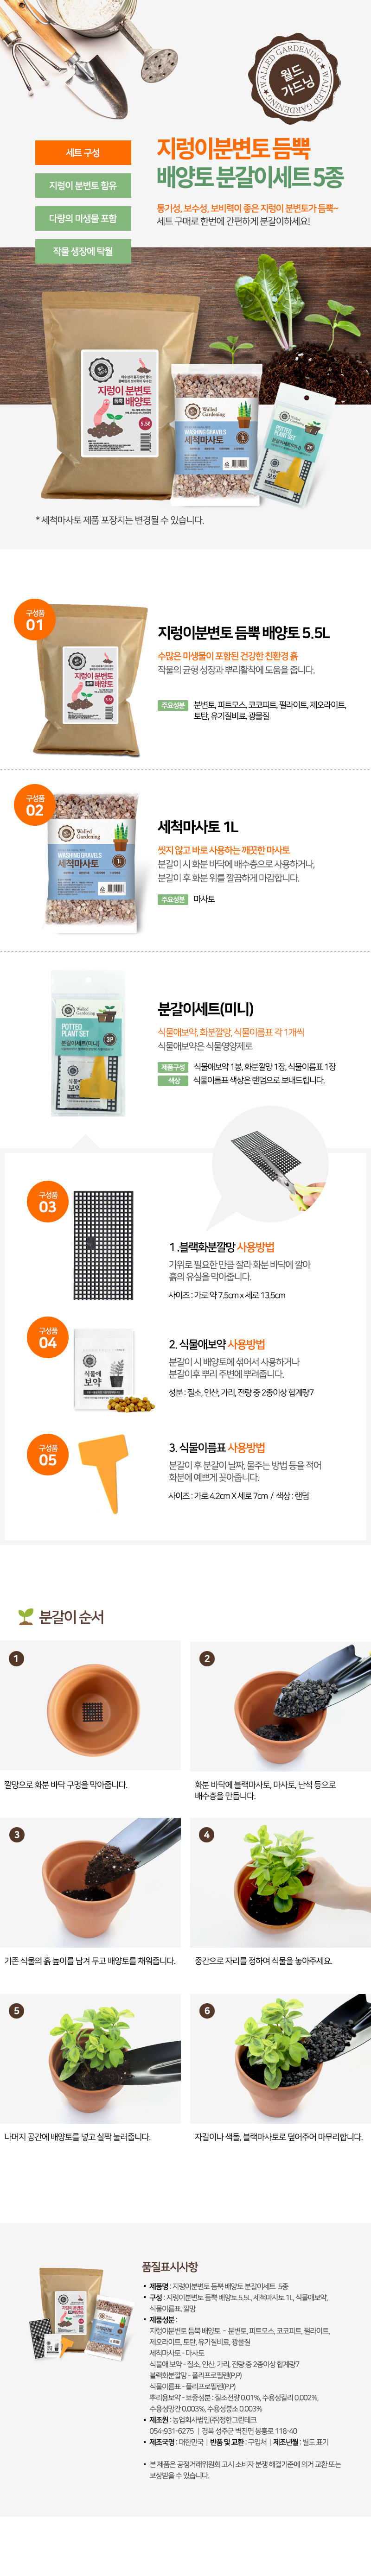 WALLED GARDENING
월드
가드닝
WALLED GARDENING
세트 구성
지렁이 분변토 함유
다량의 미생물 포함
작물 생장에 탁월
지렁이분변토 듬뿍
배양토 분갈이세트 5종
통기성, 보수성, 보비력이 좋은 지렁이 분변토가 듬뿍~
세트 구매로 한번에 간편하게 분갈이하세요!
지렁이 분변토
듬뿍
배양토
5.5L
Walled
Gardening
WASHING GRAVELS
세척마사토
POTTED
PLANT SET
분갈이세트(미니)
3P
* 세척마사토 제품 포장지는 변경될 수 있습니다.
구성품
01
지렁이 분변토
듬뿍
배양토
5.5L
지렁이분변토 듬뿍 배양토 5.5L
수많은 미생물이 포함된 건강한 친환경 흙
작물의 균형 성장과 뿌리활착에 도움을 줍니다.
주요성분 분변토, 피트모스, 코코피트, 펄라이트, 제오라이트,
토탄, 유기질비료, 광물질
구성품
02
Walled
Gardening
WASHING GRAVELS
세척마사토
세척마사토 1L
씻지 않고 바로 사용하는 깨끗한 마사토
분갈이 시 화분 바닥에 배수층으로 사용하거나,
분갈이 후 화분 위를 깔끔하게 마감합니다.
주요성분 마사토
Walled
Gardening
POTTED
PLANT SET
분갈이세트(미니)
3P
식물애
보약
분갈이세트(미니)
식물애보약, 화분깔망, 식물이름표 각 1개씩
식물애보약은 식물영양제로
제품구성 식물애보약 1봉, 화분깔망 1장, 식물이름표 1장
색상 식물이름표 색상은 랜덤으로 보내드립니다.
구성품
03
1 .블랙화분깔망 사용방법
가위로 필요한 만큼 잘라 화분 바닥에 깔아
흙의 유실을 막아줍니다.
사이즈 : 가로 약 7.5cm x 세로 13.5cm
구성품
04
식물애
보약
2. 식물애보약 사용방법
분갈이 시 배양토에 섞어서 사용하거나
분갈이후 뿌리 주변에 뿌려줍니다.
성분 : 질소, 인산, 가리, 전량 중 2종이상 합계량7
구성품
05
3. 식물이름표 사용방법
분갈이 후 분갈이 날짜, 물주는 방법 등을 적어
화분에 예쁘게 꽂아줍니다.
사이즈 : 가로 4.2cm X 세로 7cm / 색상 : 랜덤
분갈이 순서
1
2
깔망으로 화분 바닥 구멍을 막아줍니다.
화분 바닥에 블랙마사토, 마사토, 난석 등으로
배수층을 만듭니다.
3
4
기존 식물의 흙 높이를 남겨 두고 배양토를 채워줍니다.
중간으로 자리를 정하여 식물을 놓아주세요.
5
6
나머지 공간에 배양토를 넣고 살짝 눌러줍니다.
자갈이나 색돌, 블랙마사토로 덮어주어 마무리합니다.
품질표시사항
• 제품명 : 지렁이분변토 듬뿍 배양토 분갈이세트 5종
• 구성 : 지렁이분변토 듬뿍 배양토 5.5L, 세척마사토 1L, 식물애보약,
식물이름표, 깔망
• 제품성분 :
지렁이분변토 듬뿍 배양토 - 분변토, 피트모스, 코코피트, 펄라이트,
제오라이트, 토탄, 유기질비료, 광물질
세척마사토 - 마사토
식물애 보약 - 질소, 인산, 가리, 전량 중 2종이상 합계량7
블랙화분깔망 - 폴리프로필렌(P.P)
식물이름표 - 폴리프로필렌(P.P)
뿌리용보약 - 보증성분 : 질소전량 0.01%, 수용성칼리 0.002%,
수용성망간 0.003%, 수용성붕소 0.003%
• 제조원 : 농업회사법인(주)정한그린테크
054-931-6275 | 경북 성주군 벽진면 봉홍로 118-40
• 제조국명 : 대한민국 | 반품 및 교환 : 구입처 | 제조년월 : 별도 표기
• 본 제품은 공정거래위원회 고시 소비자 분쟁 해결기준에 의거 교환 또는
보상받을 수 있습니다.